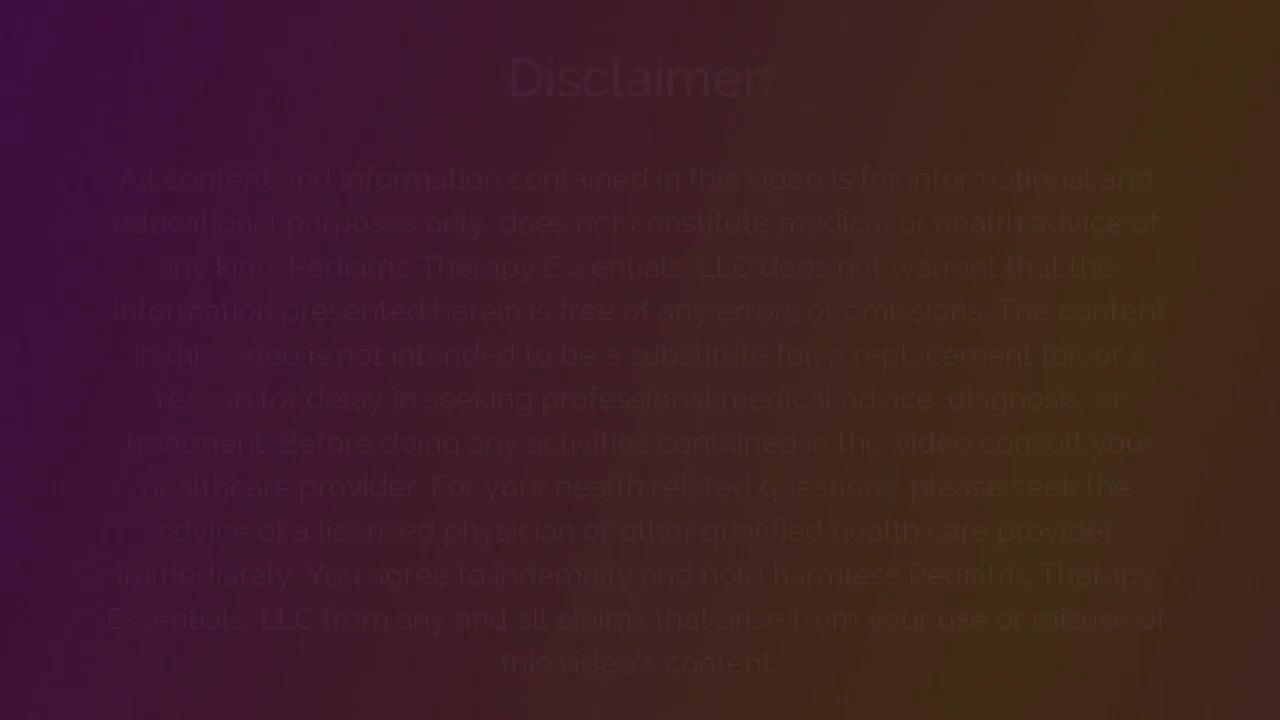 Disclaimer:
All content and information contained in this video is for informational and
educational purposes only, does not constitute medical or health advice of
any kind. Pediatric Therapy Essentials, LLC does not warrant that the
information presented herein is free of any errors or omissions. The content
in this video is not intended to be a substitute for, a replacement for, or a
reason for delay in seeking professional medical advice, diagnosis, or
treatment. Before doing any activities contained in this video consult your
healthcare provider. For your health related questions, please seek the
advice of a licensed physician or other qualified health care provider
immediately. You agree to indemnify and hold harmless Pediatric Therapy
Essentials, LLC from any and all claims that arise from your use or misuse of
this video's content.